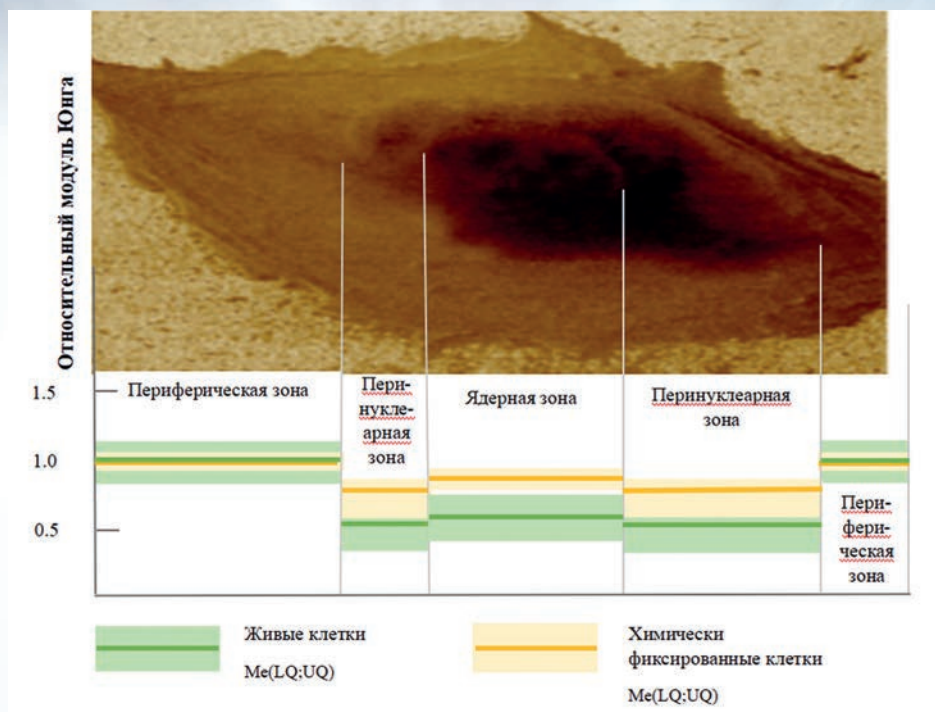 Относительный модуль Юнга
1.5
1.0
0.5
Периферическая зона
Пери-
нукле-
арная
зона
Ядерная зона
Перинуклеарная
зона
Пери-
фери-
ческая
зона
Живые клетки
Me(LQ;UQ)
Химически
фиксированные клетки
Me(LQ;UQ)